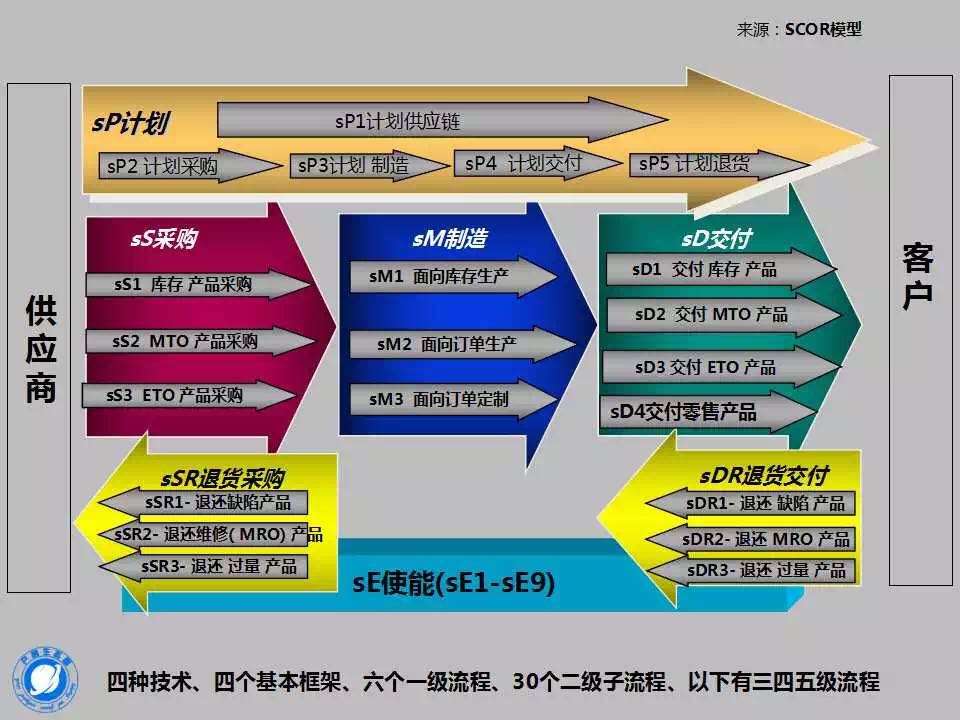 来源：SCOR模型
sP计划
sP1计划供应链
sP2 计划采购
sP3计划 制造
sP4 计划交付
sP5 计划退货
供应商
客户
sS采购
sS1 库存 产品采购
sS2 MTO 产品采购
sS3 ETO 产品采购
sM制造
sM1 面向库存生产
sM2 面向订单生产
sM3 面向订单定制
sD交付
sD1 交付 库存 产品
sD2 交付 MTO 产品
sD3 交付 ETO 产品
sD4交付零售产品
sSR退货采购
sSR1- 退还缺陷产品
sSR2- 退还维修( MRO) 产品
sSR3- 退还 过量 产品
sDR退货交付
sDR1- 退还 缺陷 产品
sDR2- 退还 MRO 产品
sDR3- 退还 过量 产品
sE使能(sE1-sE9)
四种技术、四个基本框架、六个一级流程、30个二级子流程、以下有三四五级流程